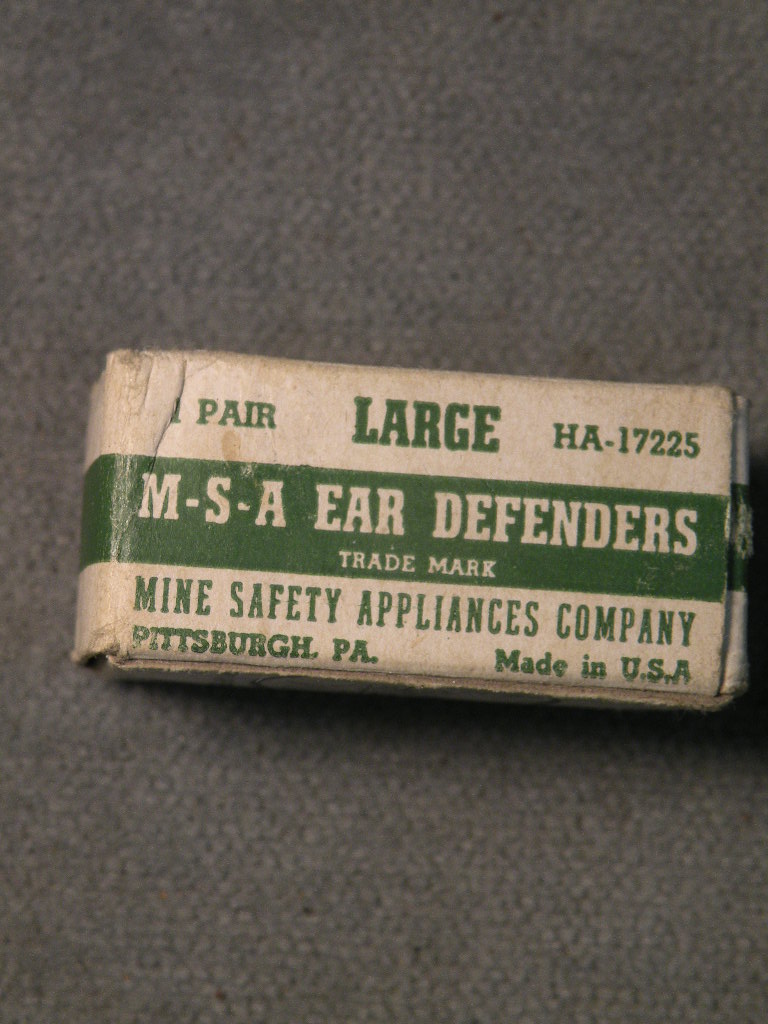 1 PAIR LARGE HA-17225
M-S-A EAR DEFENDERS
TRADE MARK
MINE SAFETY APPLIANCES COMPANY
PITTSBURGH, PA. Made in U.S.A